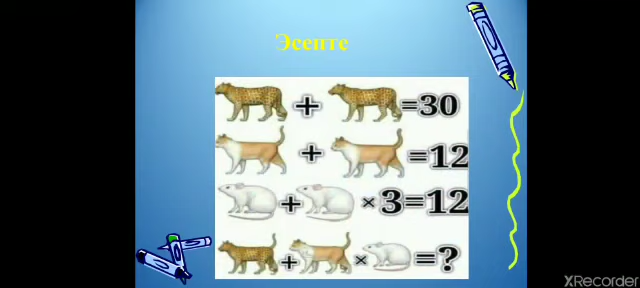 Эсепте
+ =30
+ =12
+ ×3=12
+ × =?
XRecorder